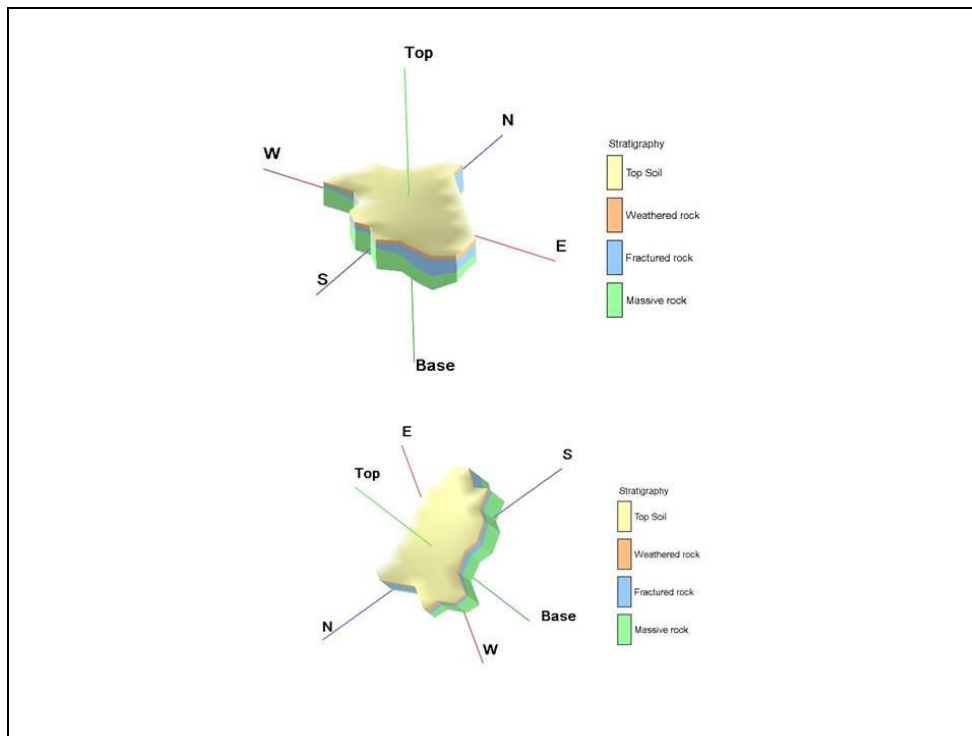 Top
N
W
Stratigraphy
Top Soil
Weathered rock
E
Fractured rock
S
Massive rock
Base
E
S
Top
Stratigraphy
Top Soil
Weathered rock
Fractured rock
Base
N
Massive rock
W